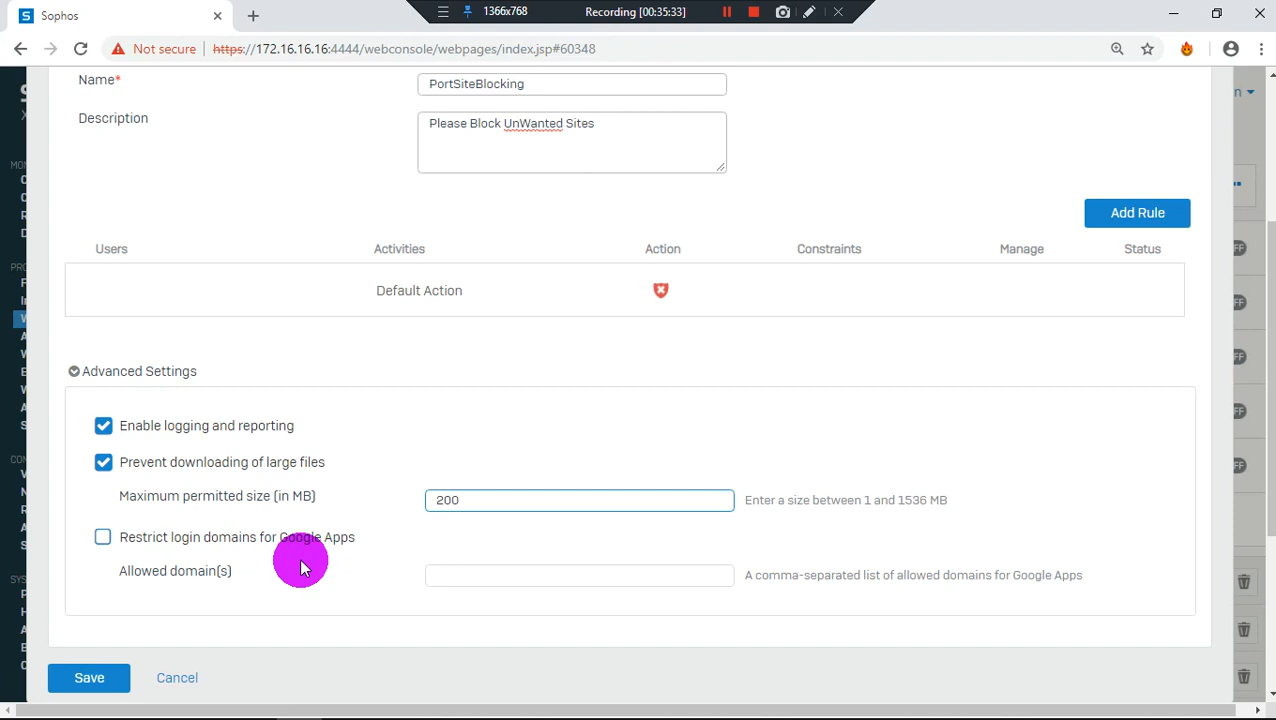 1366x768
Recording [00:35:33]
Sophos
Not secure
https://172.16.16.16:4444/webconsole/webpages/index.jsp#60348
Name*
PortSiteBlocking
Description
Please Block UnWanted Sites
Add Rule
Users Activities Action Constraints Manage Status
Default Action
Advanced Settings
Enable logging and reporting
Prevent downloading of large files
Maximum permitted size (in MB)
200
Enter a size between 1 and 1536 MB
Restrict login domains for Google Apps
Allowed domain(s)
A comma-separated list of allowed domains for Google Apps
Save
Cancel